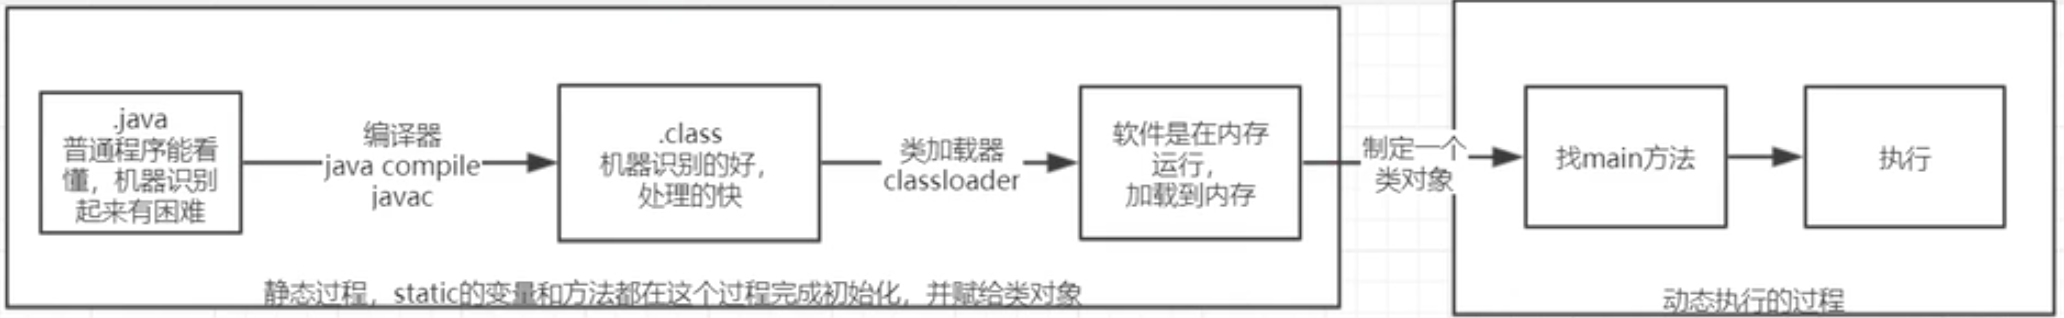 .java
普通程序能看
懂，机器识别
起来有困难
编译器
java compile
javac
.class
机器识别的好，
处理的快
类加载器
classloader
软件是在内存
运行，
加载到内存
制定一个
类对象
找main方法
执行
静态过程，static的变量和方法都在这个过程完成初始化，并赋给类对象
动态执行的过程